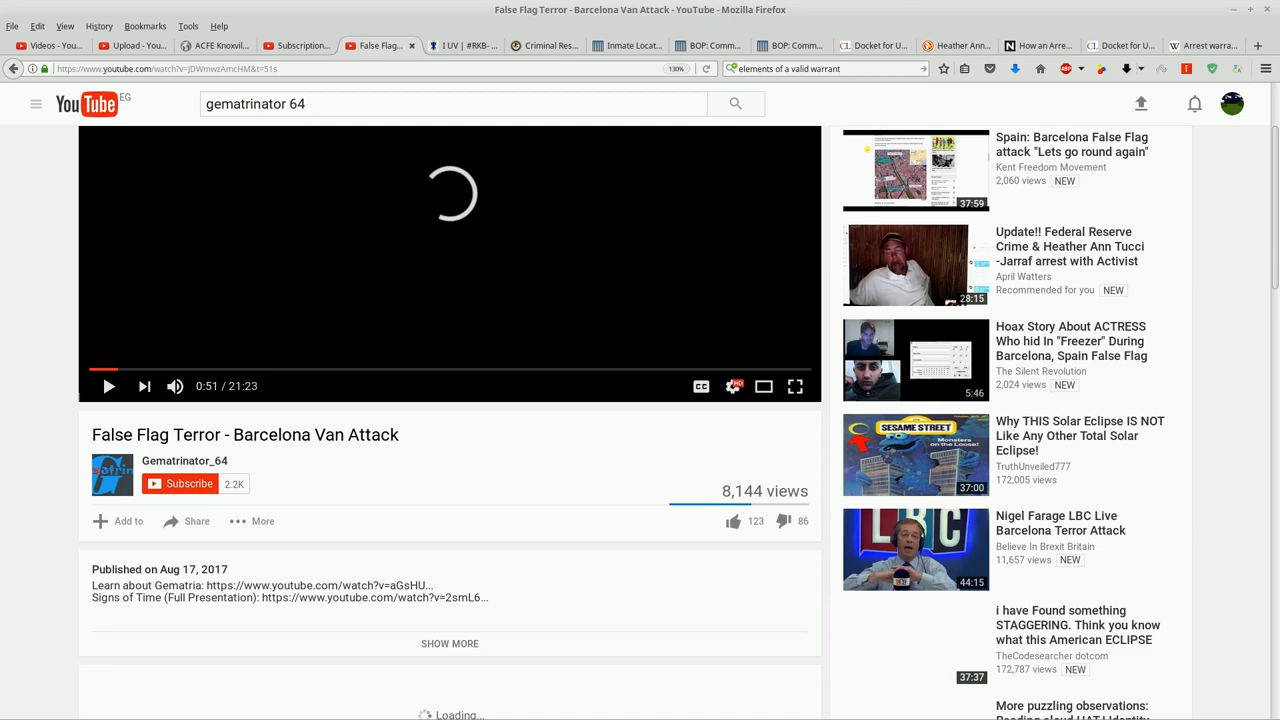 False Flag Terror - Barcelona Van Attack - YouTube - Mozilla Firefox
File Edit View History Bookmarks Tools Help
Videos - You... Upload - You... ACFE Knoxvil... Subscription... False Flag... I UV | #RKB- ... Criminal Res... Inmate Locat... BOP: Comm... BOP: Comm... Docket for U... Heather Ann... How an Arre... Docket for U... Arrest warra...
https://www.youtube.com/watch?v=JDWmwzAmcHM&t=51s 130% elements of a valid warrant
YouTube EG
gematrinator 64
0:51 / 21:23
CC HD
False Flag Terror - Barcelona Van Attack
Gematrinator_64
Subscribe 2.2K
8,144 views
Add to Share More 123 86
Published on Aug 17, 2017
Learn about Gematria: https://www.youtube.com/watch?v=aGsHU...
Signs of Time (Full Presentation): https://www.youtube.com/watch?v=2smL6...
SHOW MORE
Loading...
37:59
Spain: Barcelona False Flag
attack "Lets go round again"
Kent Freedom Movement
2,060 views NEW
28:15
Update!! Federal Reserve
Crime & Heather Ann Tucci
-Jarraf arrest with Activist
April Watters
Recommended for you NEW
5:46
Hoax Story About ACTRESS
Who hid In "Freezer" During
Barcelona, Spain False Flag
The Silent Revolution
2,024 views NEW
SESAME STREET
Monsters
on the Loose!
37:00
Why THIS Solar Eclipse IS NOT
Like Any Other Total Solar
Eclipse!
TruthUnveiled777
172,005 views
LBC
44:15
Nigel Farage LBC Live
Barcelona Terror Attack
Believe In Brexit Britain
11,657 views NEW
37:37
i have Found something
STAGGERING. Think you know
what this American ECLIPSE
TheCodesearcher dotcom
172,787 views NEW
More puzzling observations: